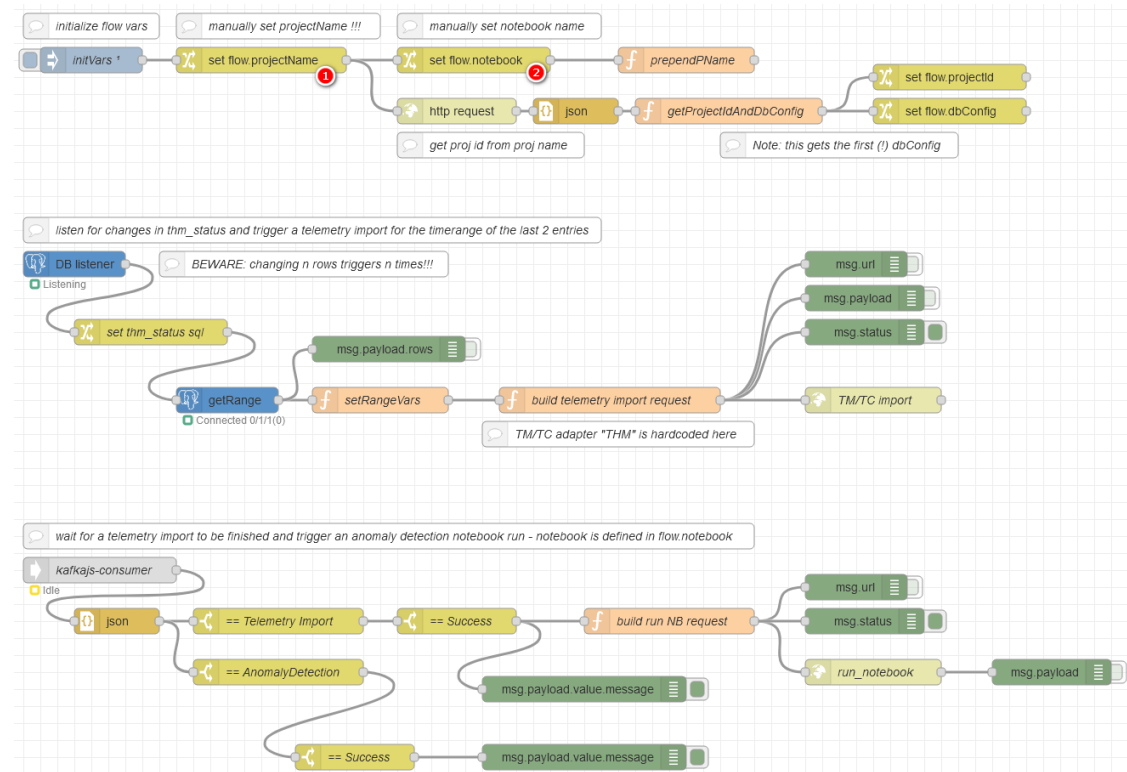 initialize flow vars
manually set projectName !!!
manually set notebook name
initVars ¹
set flow.projectName
1
set flow.notebook
2
prependPName
set flow.projectId
http request
json
getProjectIdAndDbConfig
set flow.dbConfig
get proj id from proj name
Note: this gets the first (!) dbConfig
listen for changes in thm_status and trigger a telemetry import for the timerange of the last 2 entries
DB listener
Listening
BEWARE: changing n rows triggers n times!!!
msg.url
msg.payload
set thm_status sql
msg.status
msg.payload.rows
getRange
Connected 0/1/1(0)
setRangeVars
build telemetry import request
TM/TC import
TM/TC adapter "THM" is hardcoded here
wait for a telemetry import to be finished and trigger an anomaly detection notebook run - notebook is defined in flow.notebook
kafkajs-consumer
Idle
msg.url
json
== Telemetry Import
== Success
build run NB request
msg.status
== AnomalyDetection
run_notebook
msg.payload
msg.payload.value.message
== Success
msg.payload.value.message